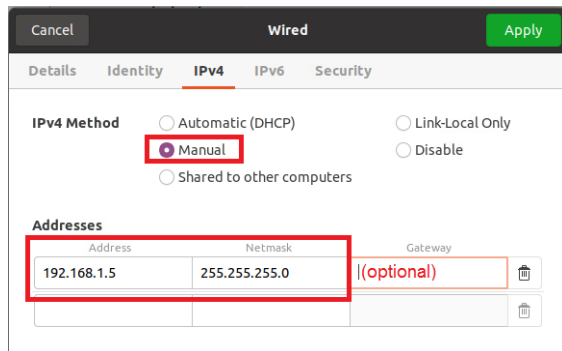 Cancel Wired Apply
Details Identity IPv4 IPv6 Security
IPv4 Method Automatic (DHCP) Link-Local Only
Manual Disable
Shared to other computers
Addresses
Address Netmask Gateway
192.168.1.5 255.255.255.0 (optional)